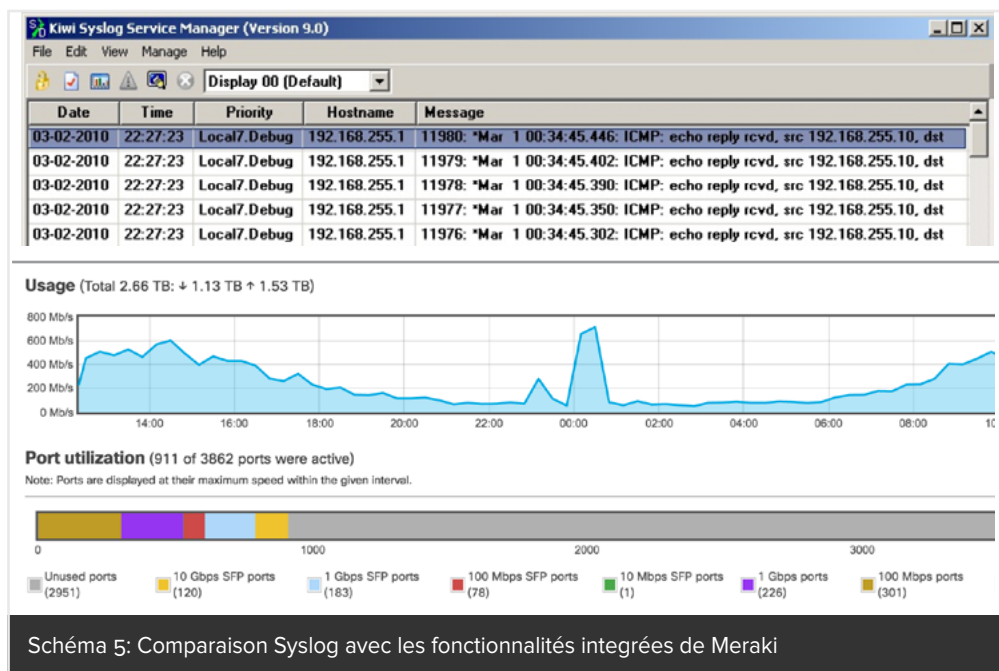 Kiwi Syslog Service Manager (Version 9.0)
File Edit View Manage Help
Display 00 (Default)
Date Time Priority Hostname Message
03-02-2010 22:27:23 Local7.Debug 192.168.255.1 11980: *Mar 1 00:34:45.446: ICMP: echo reply rcvd, src 192.168.255.10, dst
03-02-2010 22:27:23 Local7.Debug 192.168.255.1 11979: *Mar 1 00:34:45.402: ICMP: echo reply rcvd, src 192.168.255.10, dst
03-02-2010 22:27:23 Local7.Debug 192.168.255.1 11978: *Mar 1 00:34:45.390: ICMP: echo reply rcvd, src 192.168.255.10, dst
03-02-2010 22:27:23 Local7.Debug 192.168.255.1 11977: *Mar 1 00:34:45.350: ICMP: echo reply rcvd, src 192.168.255.10, dst
03-02-2010 22:27:23 Local7.Debug 192.168.255.1 11976: *Mar 1 00:34:45.302: ICMP: echo reply rcvd, src 192.168.255.10, dst
Usage (Total 2.66 TB: ↓ 1.13 TB ↑ 1.53 TB)
800 Mb/s
600 Mb/s
400 Mb/s
200 Mb/s
0 Mb/s
14:00 16:00 18:00 20:00 22:00 00:00 02:00 04:00 06:00 08:00 10
Port utilization (911 of 3862 ports were active)
Note: Ports are displayed at their maximum speed within the given interval.
0 1000 2000 3000
Unused ports 10 Gbps SFP ports 1 Gbps SFP ports 100 Mbps SFP ports 10 Mbps SFP ports 1 Gbps ports 100 Mbps ports
(2951) (120) (183) (78) (1) (226) (301)
Schéma 5: Comparaison Syslog avec les fonctionnalités integrées de Meraki